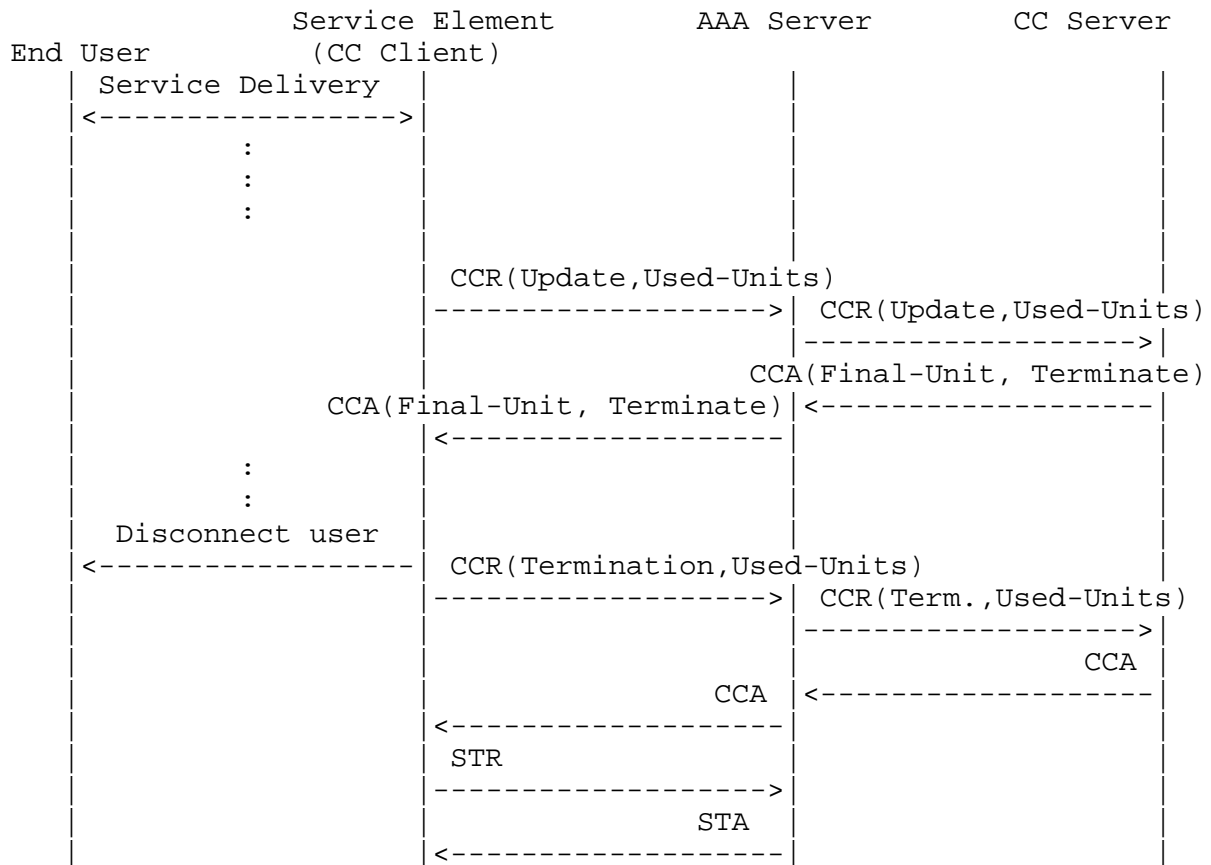 Service Element AAA Server CC Server
End User (CC Client)
Service Delivery
:
:
:
CCR(Update,Used-Units)
CCR(Update,Used-Units)
CCA(Final-Unit, Terminate)
CCA(Final-Unit, Terminate)
:
:
Disconnect user
CCR(Termination,Used-Units)
CCR(Term.,Used-Units)
CCA
CCA
STR
STA